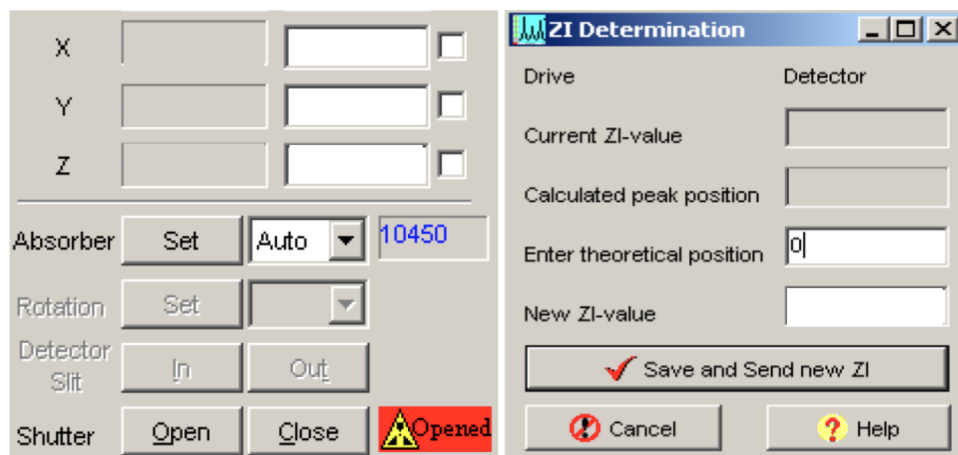 X
Y
Z
Absorber Set Auto 10450
Rotation Set
Detector
Slit In Out
Shutter Open Close Opened
ZI Determination
Drive Detector
Current ZI-value
Calculated peak position
Enter theoretical position 0
New ZI-value
Save and Send new ZI
Cancel Help